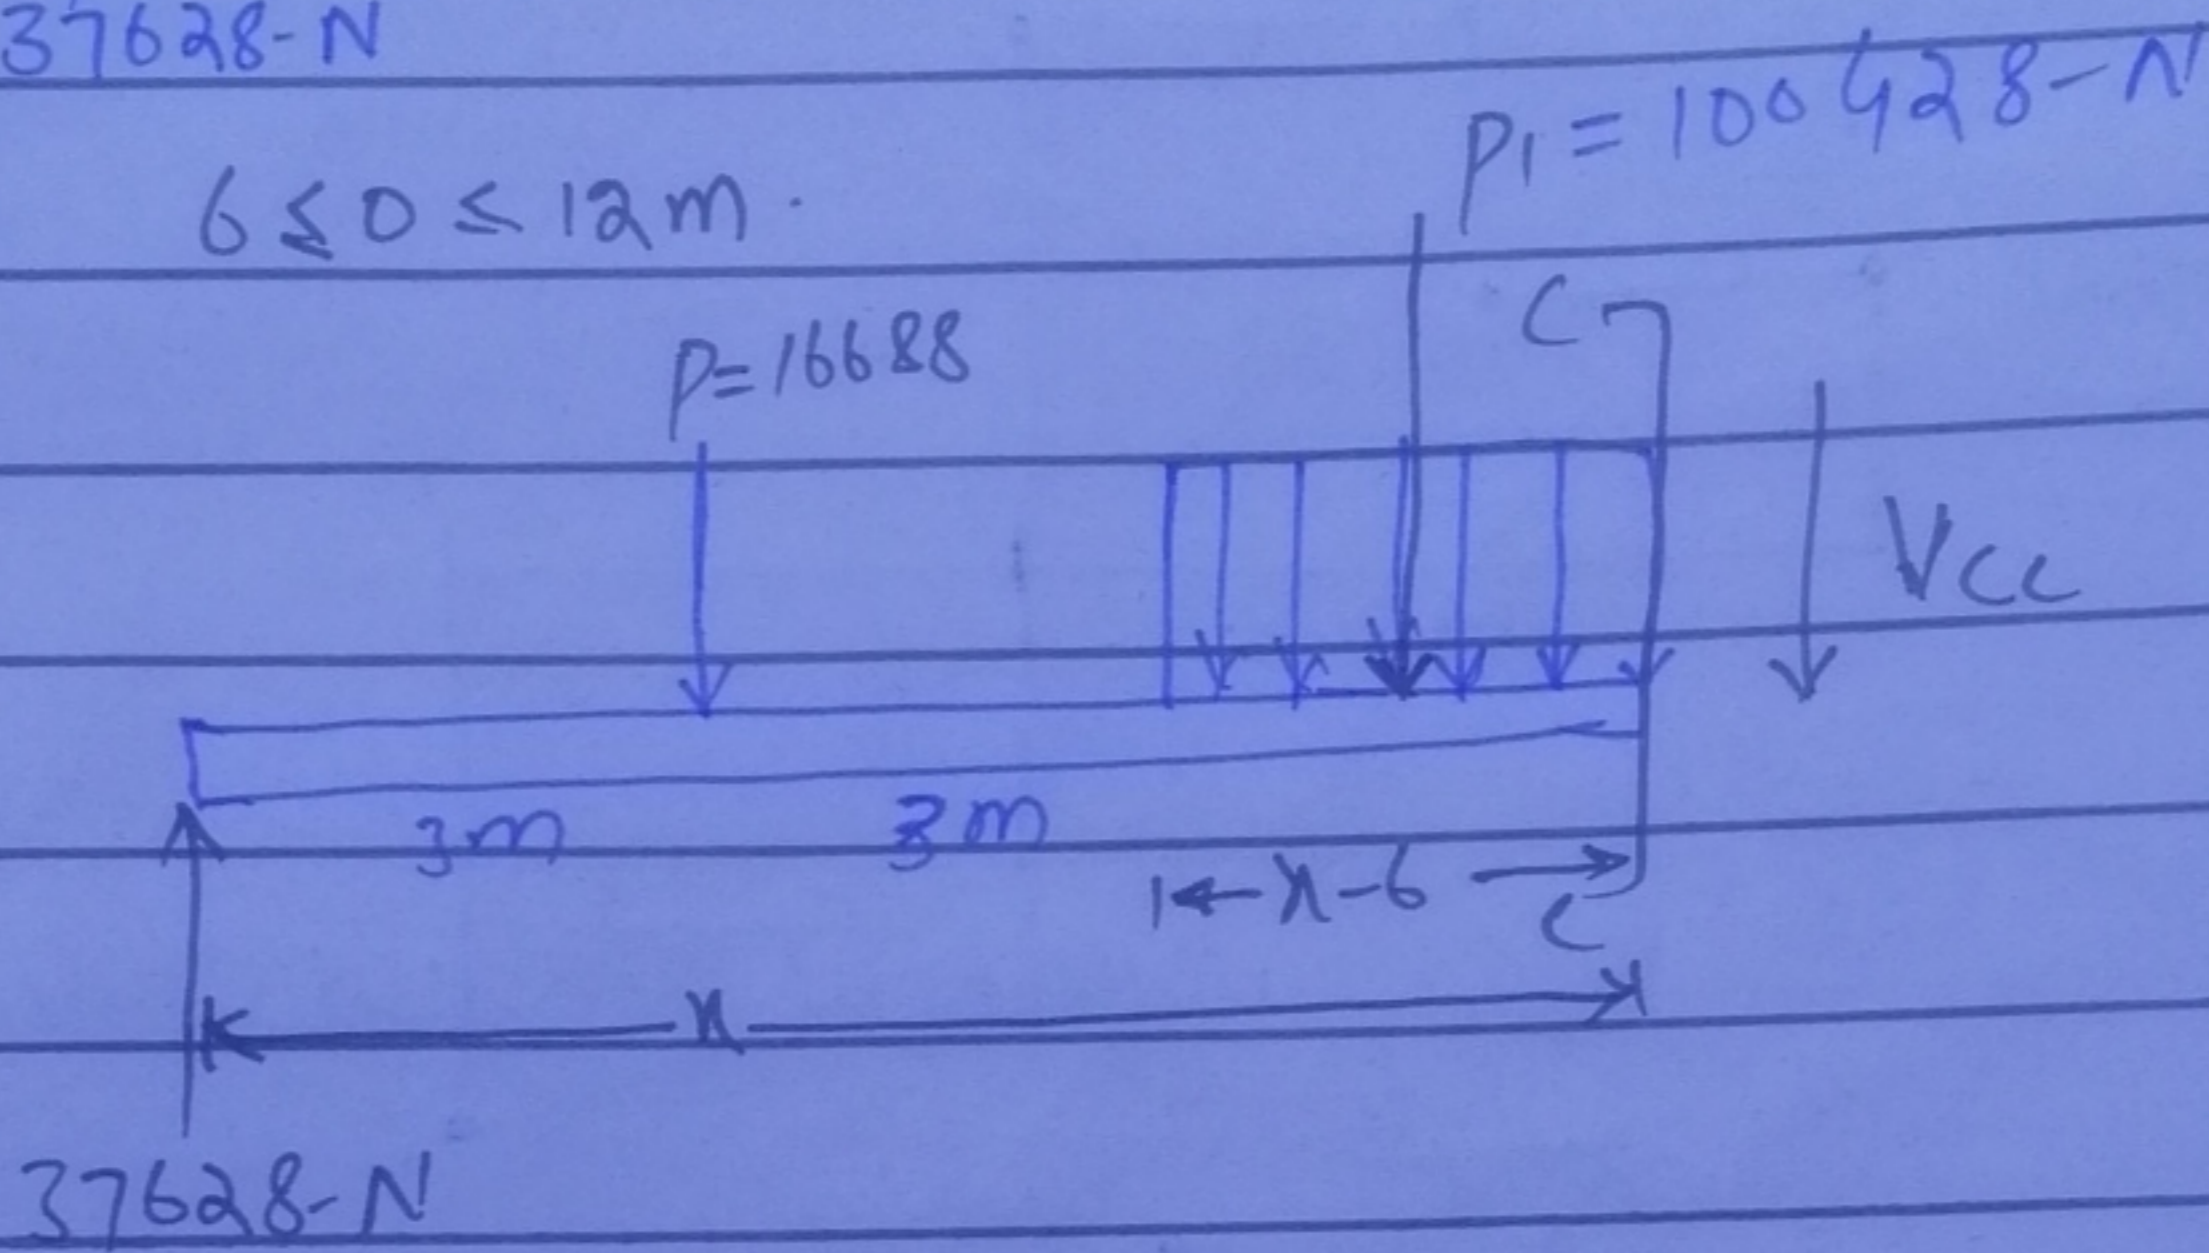 37628-N
P1 = 100428-N
6 ≤ 0 ≤ 12m.
C
P=16688
Vcc
3m 3m
x-6
C
x
37628-N